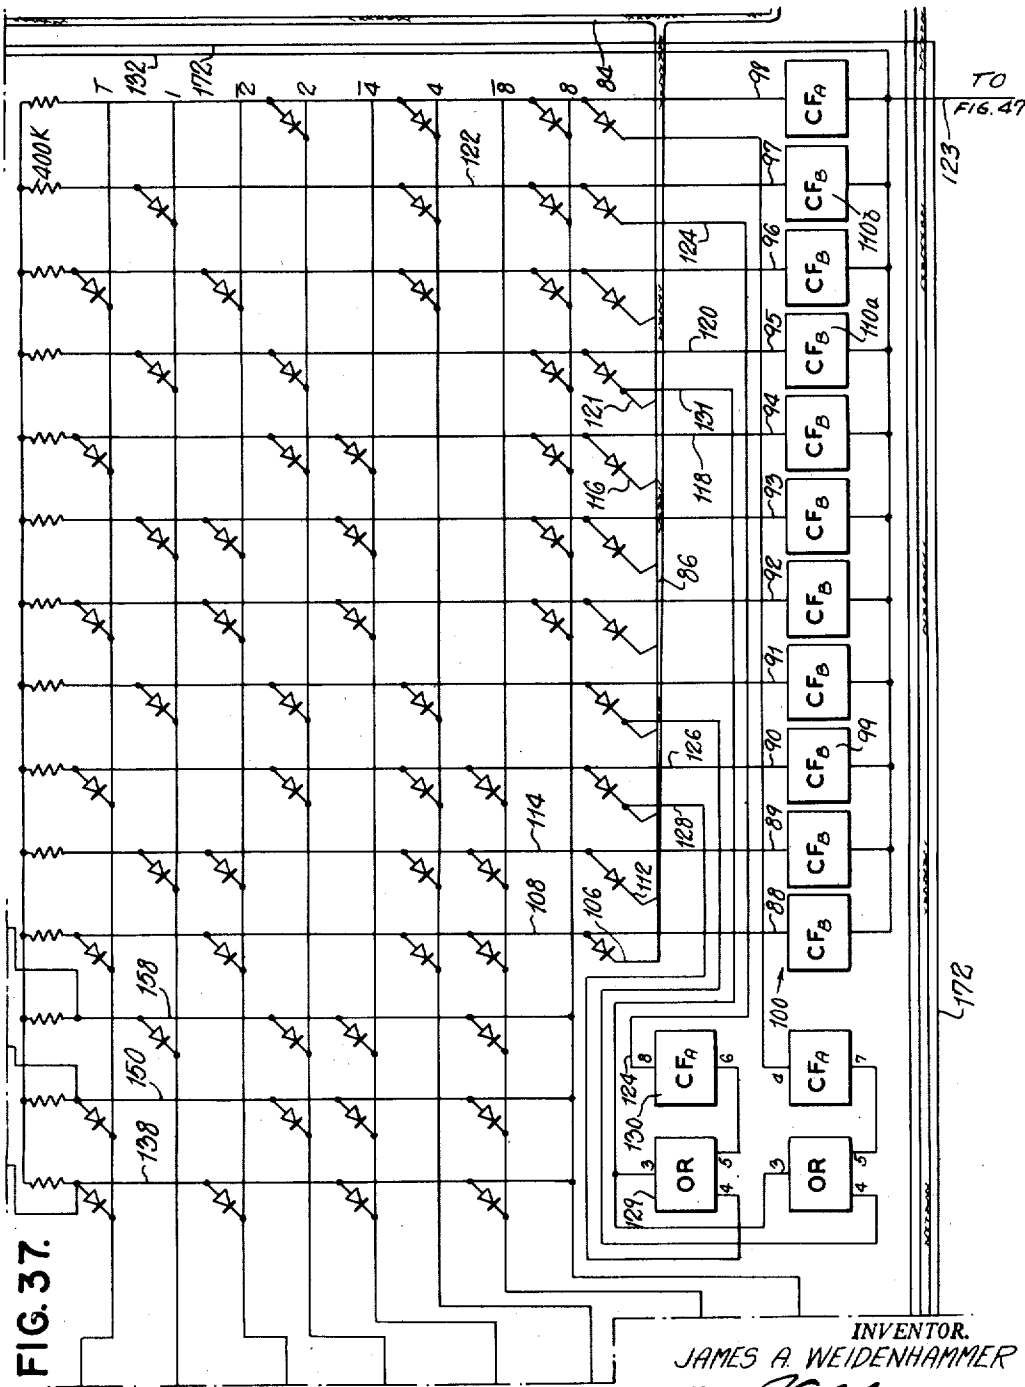 FIG. 37.
400K
T
132
1
172
2̅
2
4̅
4
8̅
8
84
98
CFA
TO
FIG. 47
123
122
97
CFB
110b
124
96
CFB
120
95
CFB
110a
121
131
116
118
94
CFB
93
CFB
86
92
CFB
91
CFB
126
90
CFB
99
128
114
89
CFB
112
108
106
88
CFB
100
158
150
138
124
8
CFA
6
130
4
CFA
7
129
3
OR
5
4
3
OR
5
4
172
INVENTOR.
JAMES A. WEIDENHAMMER